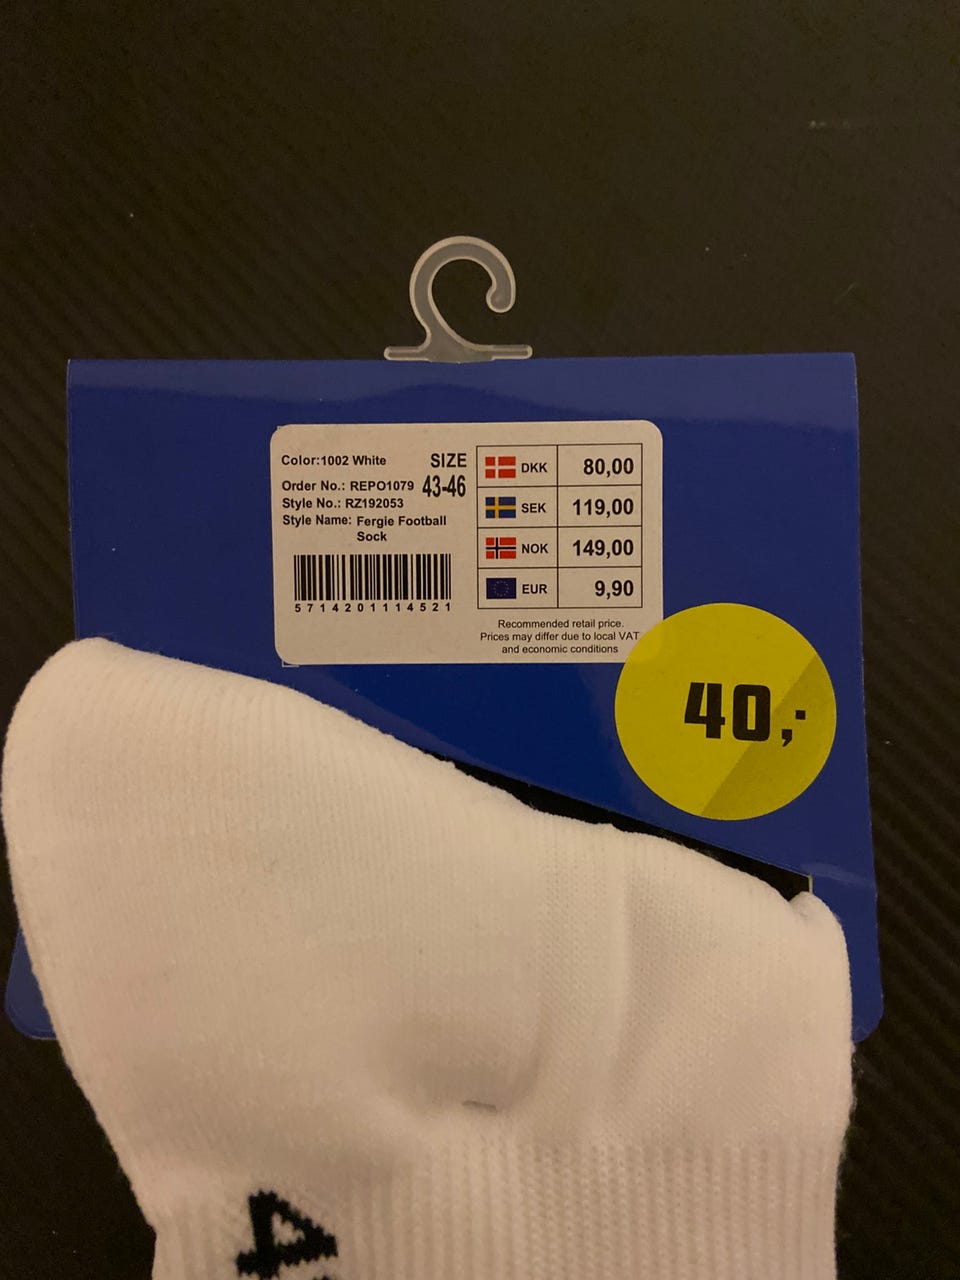 Color:1002 White
SIZE
43-46
Order No.: REPO1079
Style No.: RZ192053
Style Name: Fergie Football
Sock
5714201114521
DKK 80,00
SEK 119,00
NOK 149,00
EUR 9,90
Recommended retail price.
Prices may differ due to local VAT
and economic conditions
40,-
4